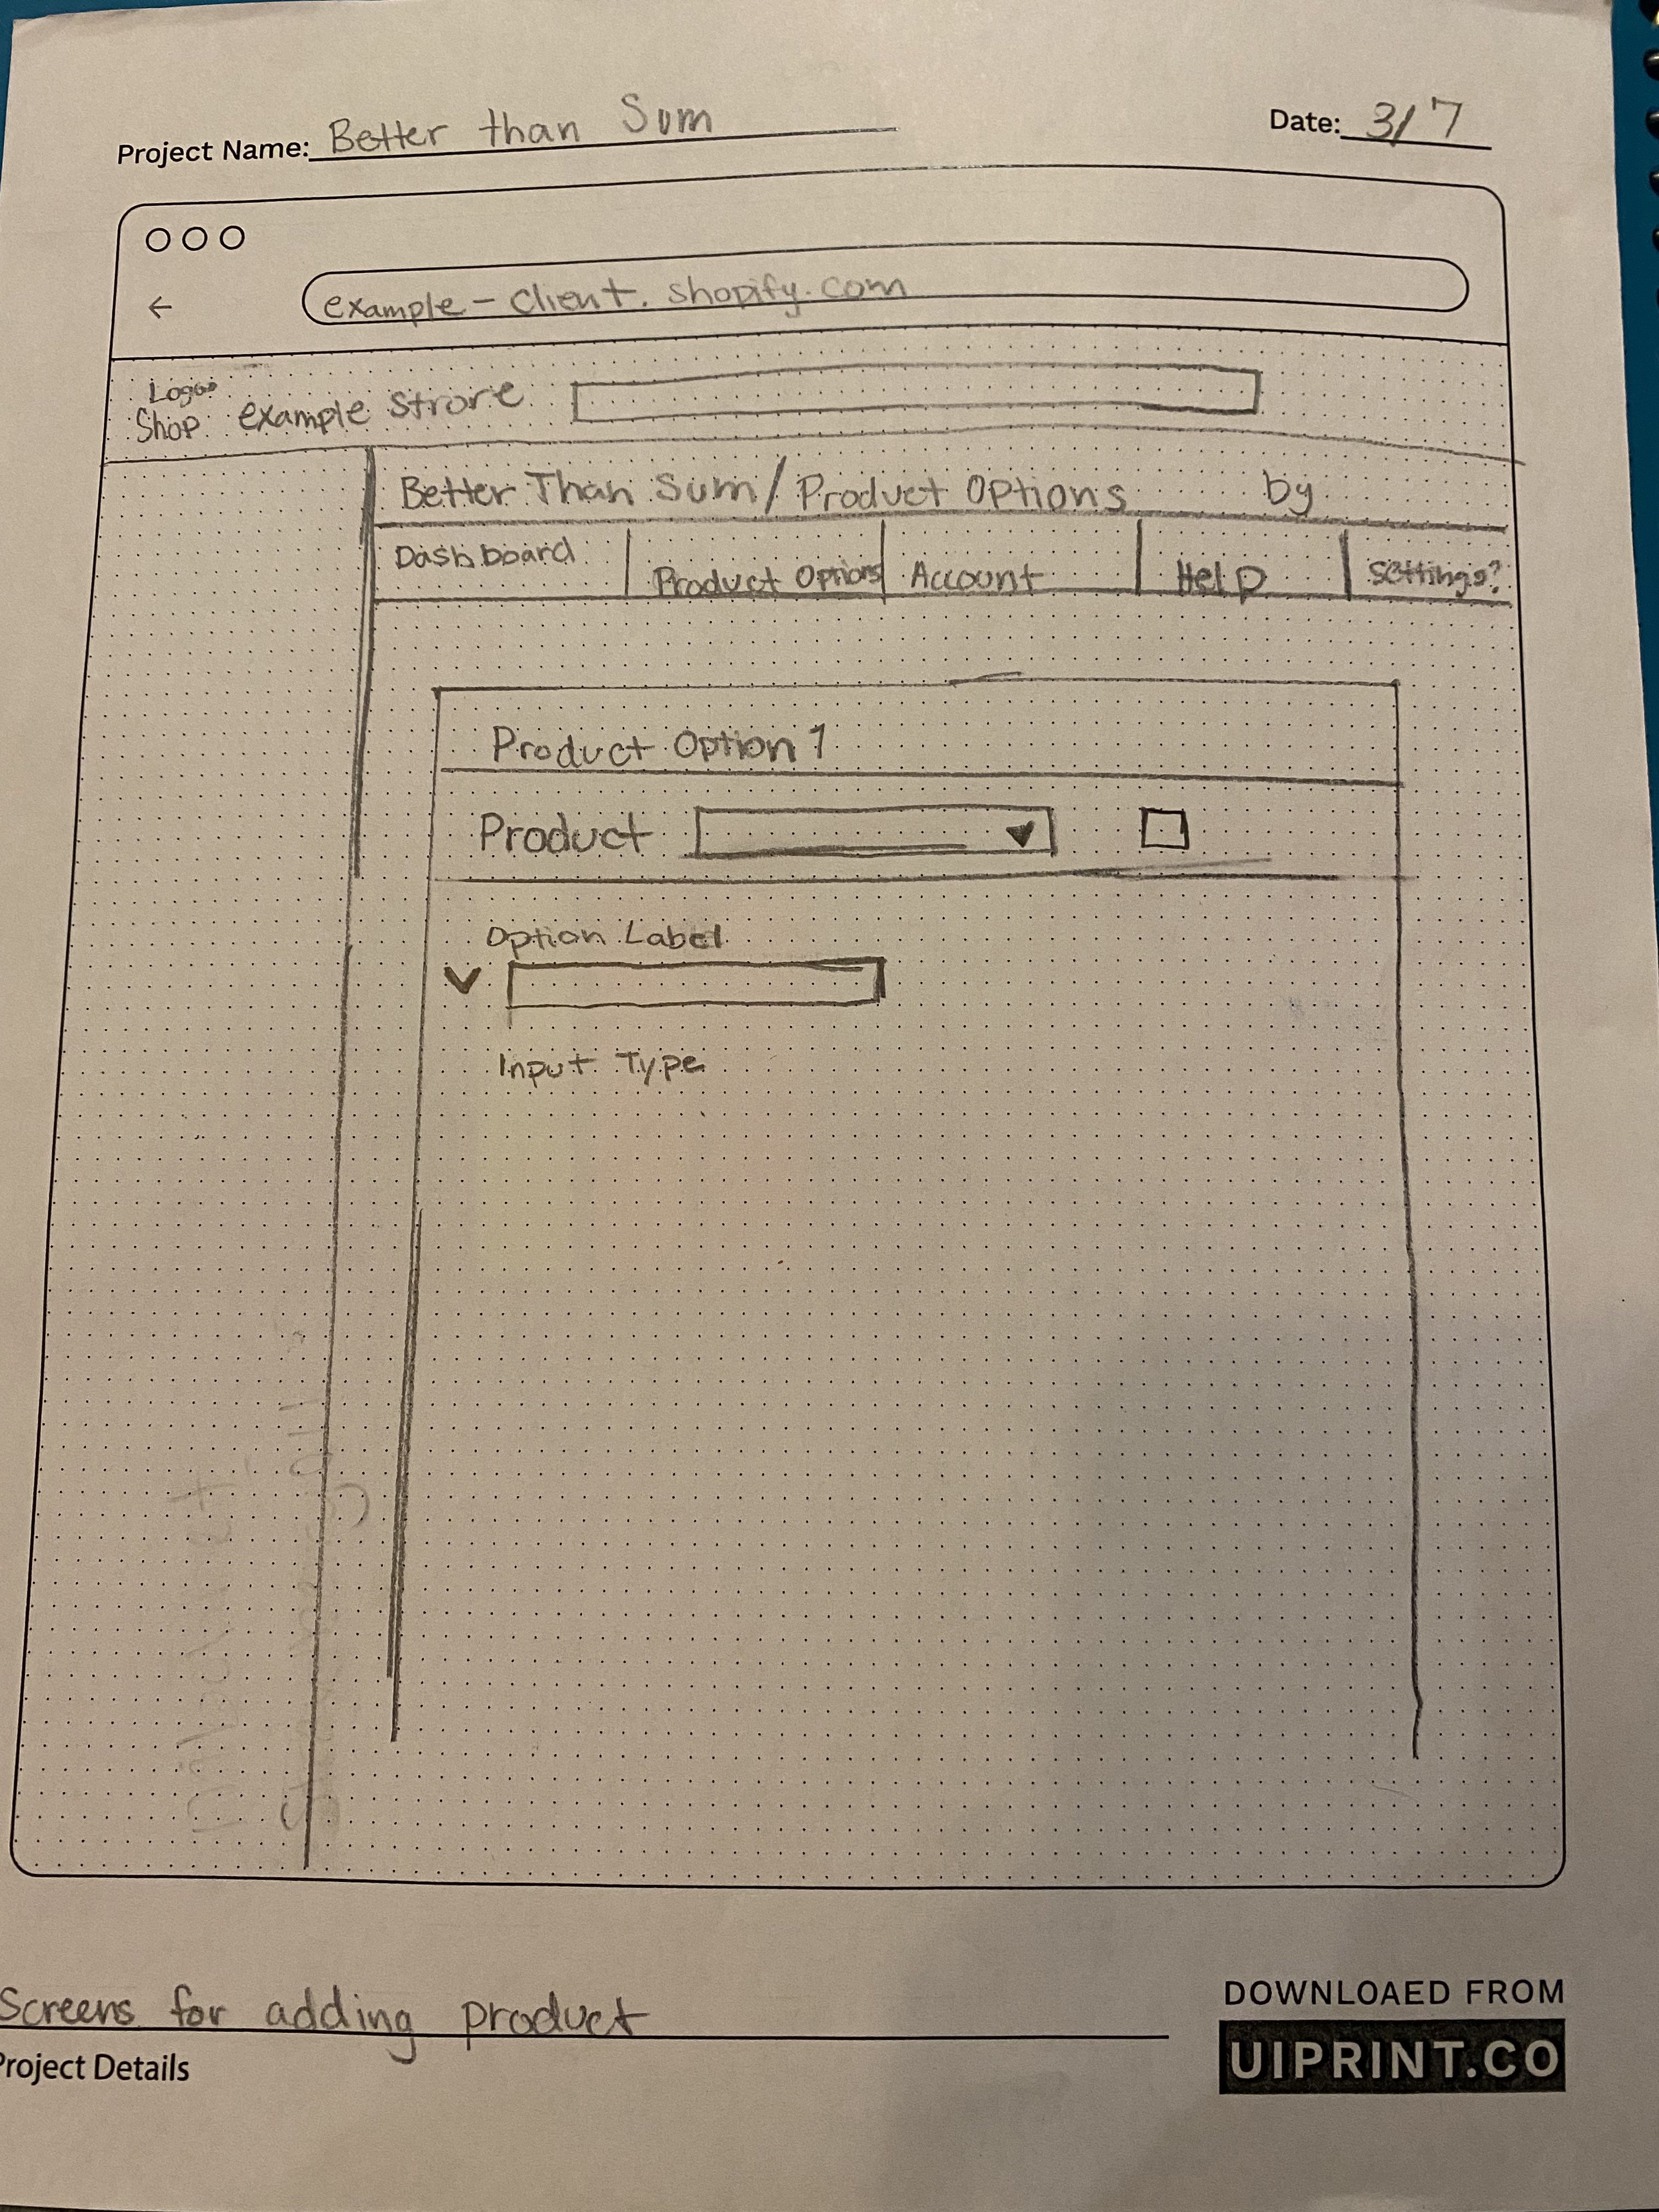 Project Name: Better than Sum
Date: 3/7
example-client.shopify.com
Logo
Shop example Strore
Better Than Sum/Product Options by
Dashboard Product Options Account Help Settings?
Product Option 1
Product
Option Label
Input Type
Screens for adding product
Project Details
DOWNLOAED FROM
UIPRINT.CO